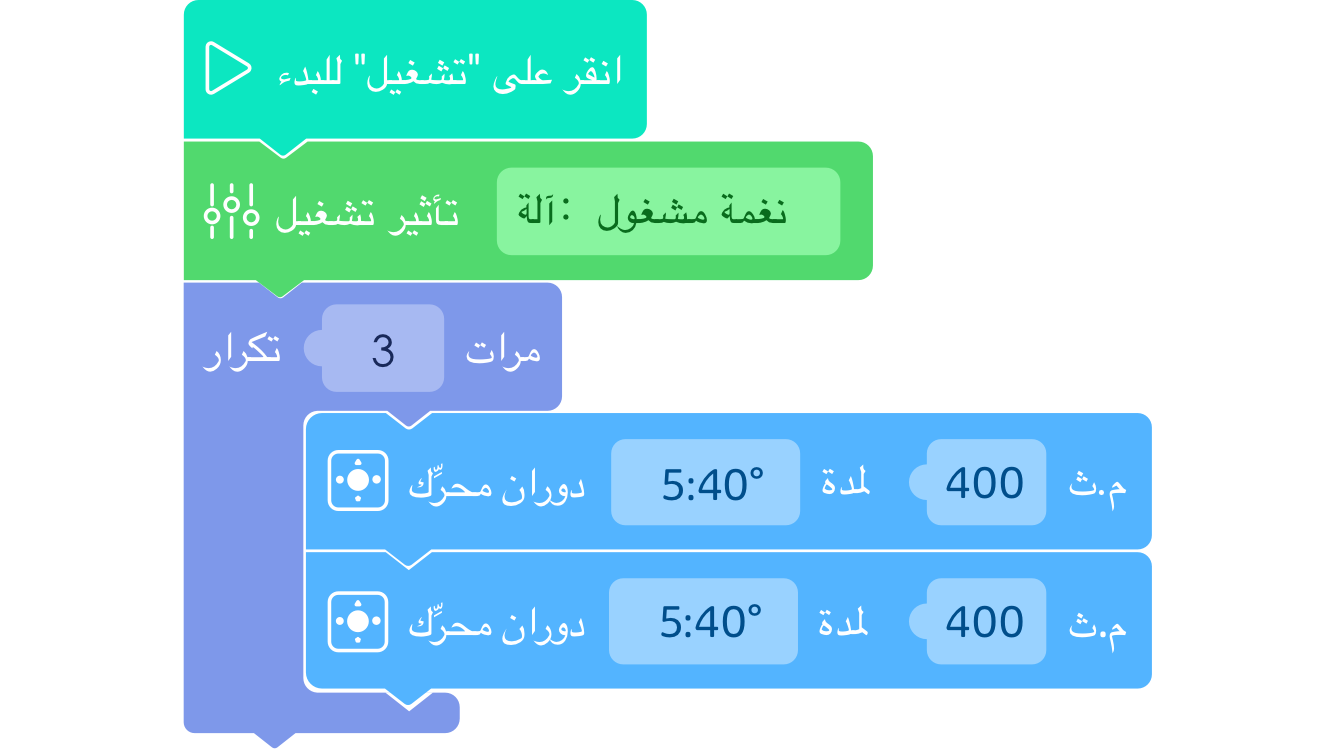 انقر على "تشغيل" للبدء
تأثير تشغيل آلة: نغمة مشغول
تكرار 3 مرات
دوران محرِّك 5:40° لمدة 400 م.ث
دوران محرِّك 5:40° لمدة 400 م.ث